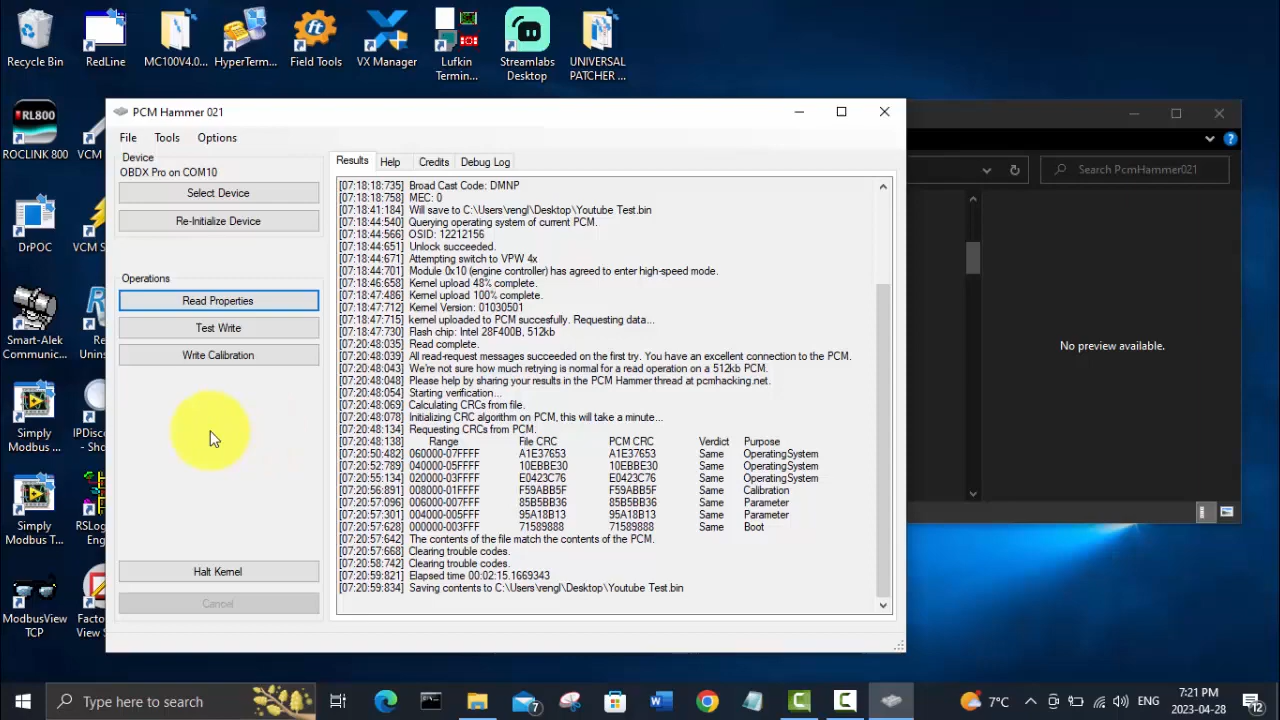 Recycle Bin
RedLine
MC100V4.0...
HyperTerm...
Field Tools
VX Manager
Lufkin
Termin...
Streamlabs
Desktop
UNIVERSAL
PATCHER ...
RL800
ROCLINK 800
VCM
DrPOC
VCM S
Smart-Alek
Communic...
Re
Unins
Simply
Modbus ...
IPDisco
- Sho
Simply
Modbus T...
RSLog
Eng
ModbusView
TCP
Facto
View S
PCM Hammer 021
File
Tools
Options
Device
OBDX Pro on COM10
Select Device
Re-Initialize Device
Operations
Read Properties
Test Write
Write Calibration
Halt Kernel
Cancel
Results
Help
Credits
Debug Log
[07:18:18:735] Broad Cast Code: DMNP
[07:18:18:758] MEC: 0
[07:18:41:184] Will save to C:\Users\rengl\Desktop\Youtube Test.bin
[07:18:44:540] Querying operating system of current PCM.
[07:18:44:566] OSID: 12212156
[07:18:44:651] Unlock succeeded.
[07:18:44:671] Attempting switch to VPW 4x
[07:18:44:701] Module 0x10 (engine controller) has agreed to enter high-speed mode.
[07:18:46:658] Kernel upload 48% complete.
[07:18:47:486] Kernel upload 100% complete.
[07:18:47:712] Kernel Version: 01030501
[07:18:47:715] kernel uploaded to PCM succesfully. Requesting data...
[07:18:47:730] Flash chip: Intel 28F400B, 512kb
[07:20:48:035] Read complete.
[07:20:48:039] All read-request messages succeeded on the first try. You have an excellent connection to the PCM.
[07:20:48:043] We're not sure how much retrying is normal for a read operation on a 512kb PCM.
[07:20:48:048] Please help by sharing your results in the PCM Hammer thread at pcmhacking.net.
[07:20:48:054] Starting verification...
[07:20:48:069] Calculating CRCs from file.
[07:20:48:078] Initializing CRC algorithm on PCM, this will take a minute...
[07:20:48:134] Requesting CRCs from PCM.
[07:20:48:138] Range File CRC PCM CRC Verdict Purpose
[07:20:50:482] 060000-07FFFF A1E37653 A1E37653 Same OperatingSystem
[07:20:52:789] 040000-05FFFF 10EBBE30 10EBBE30 Same OperatingSystem
[07:20:55:134] 020000-03FFFF E0423C76 E0423C76 Same OperatingSystem
[07:20:56:891] 008000-01FFFF F59ABB5F F59ABB5F Same Calibration
[07:20:57:096] 006000-007FFF 85B5BB36 85B5BB36 Same Parameter
[07:20:57:301] 004000-005FFF 95A18B13 95A18B13 Same Parameter
[07:20:57:628] 000000-003FFF 71589888 71589888 Same Boot
[07:20:57:642] The contents of the file match the contents of the PCM.
[07:20:57:668] Clearing trouble codes.
[07:20:58:742] Clearing trouble codes.
[07:20:59:821] Elapsed time 00:02:15.1669343
[07:20:59:834] Saving contents to C:\Users\rengl\Desktop\Youtube Test.bin
Search PcmHammer021
No preview available.
Type here to search
7
7°C
ENG
7:21 PM
2023-04-28
12